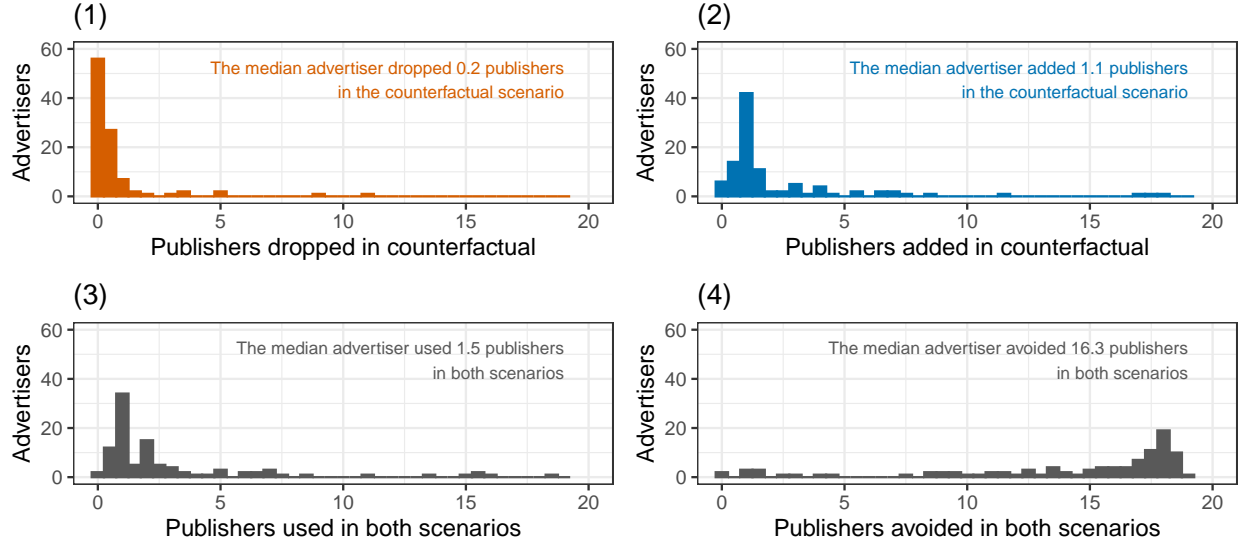 (1)
Advertisers
60
40
20
0
The median advertiser dropped 0.2 publishers
in the counterfactual scenario
0 5 10 15 20
Publishers dropped in counterfactual
(2)
Advertisers
60
40
20
0
The median advertiser added 1.1 publishers
in the counterfactual scenario
0 5 10 15 20
Publishers added in counterfactual
(3)
Advertisers
60
40
20
0
The median advertiser used 1.5 publishers
in both scenarios
0 5 10 15 20
Publishers used in both scenarios
(4)
Advertisers
60
40
20
0
The median advertiser avoided 16.3 publishers
in both scenarios
0 5 10 15 20
Publishers avoided in both scenarios